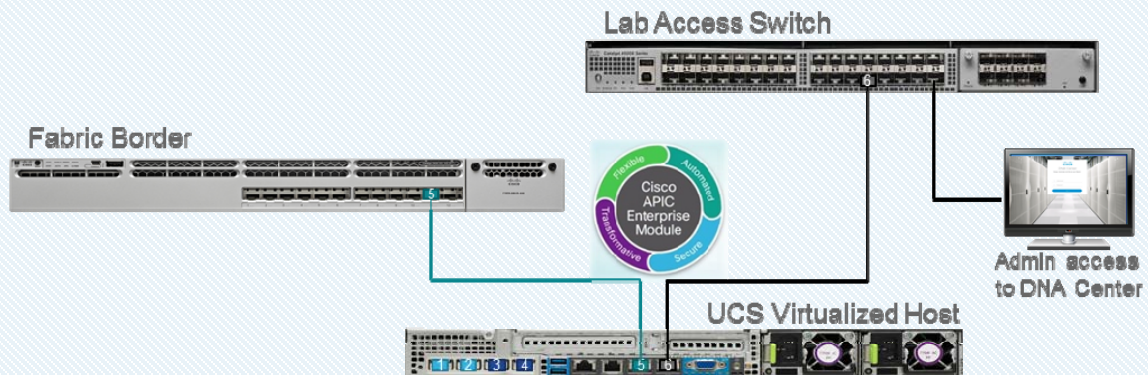 Lab Access Switch
6
Fabric Border
5
Flexible
Automated
Cisco
APIC
Enterprise
Module
Transformative
Secure
Admin access
to DNA Center
UCS Virtualized Host
1 2 3 4 5 6